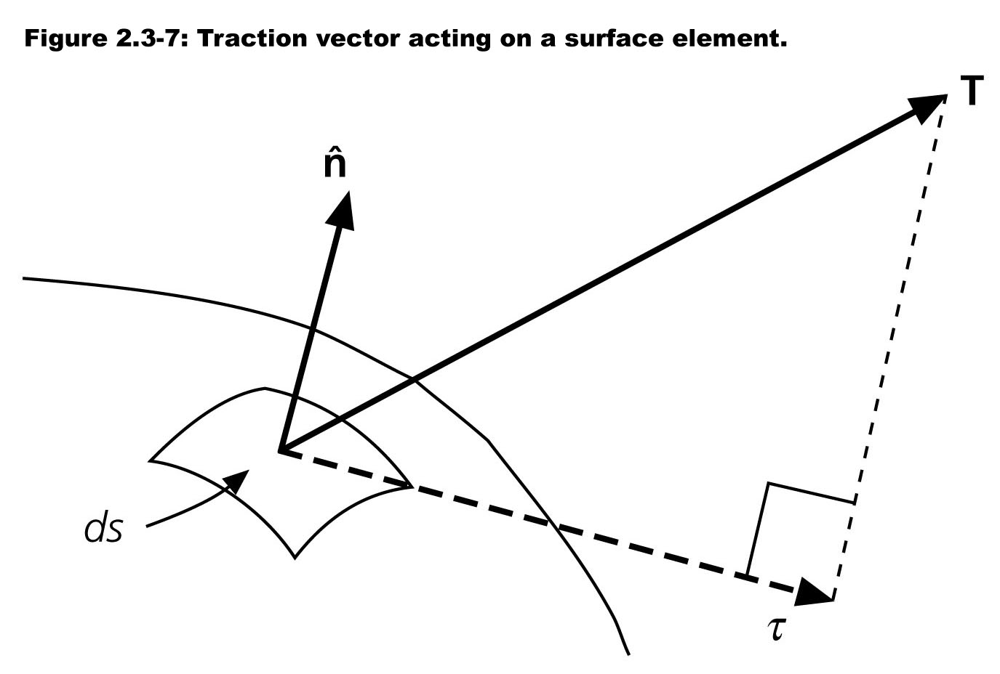 Figure 2.3-7: Traction vector acting on a surface element.
T
n̂
ds
τ